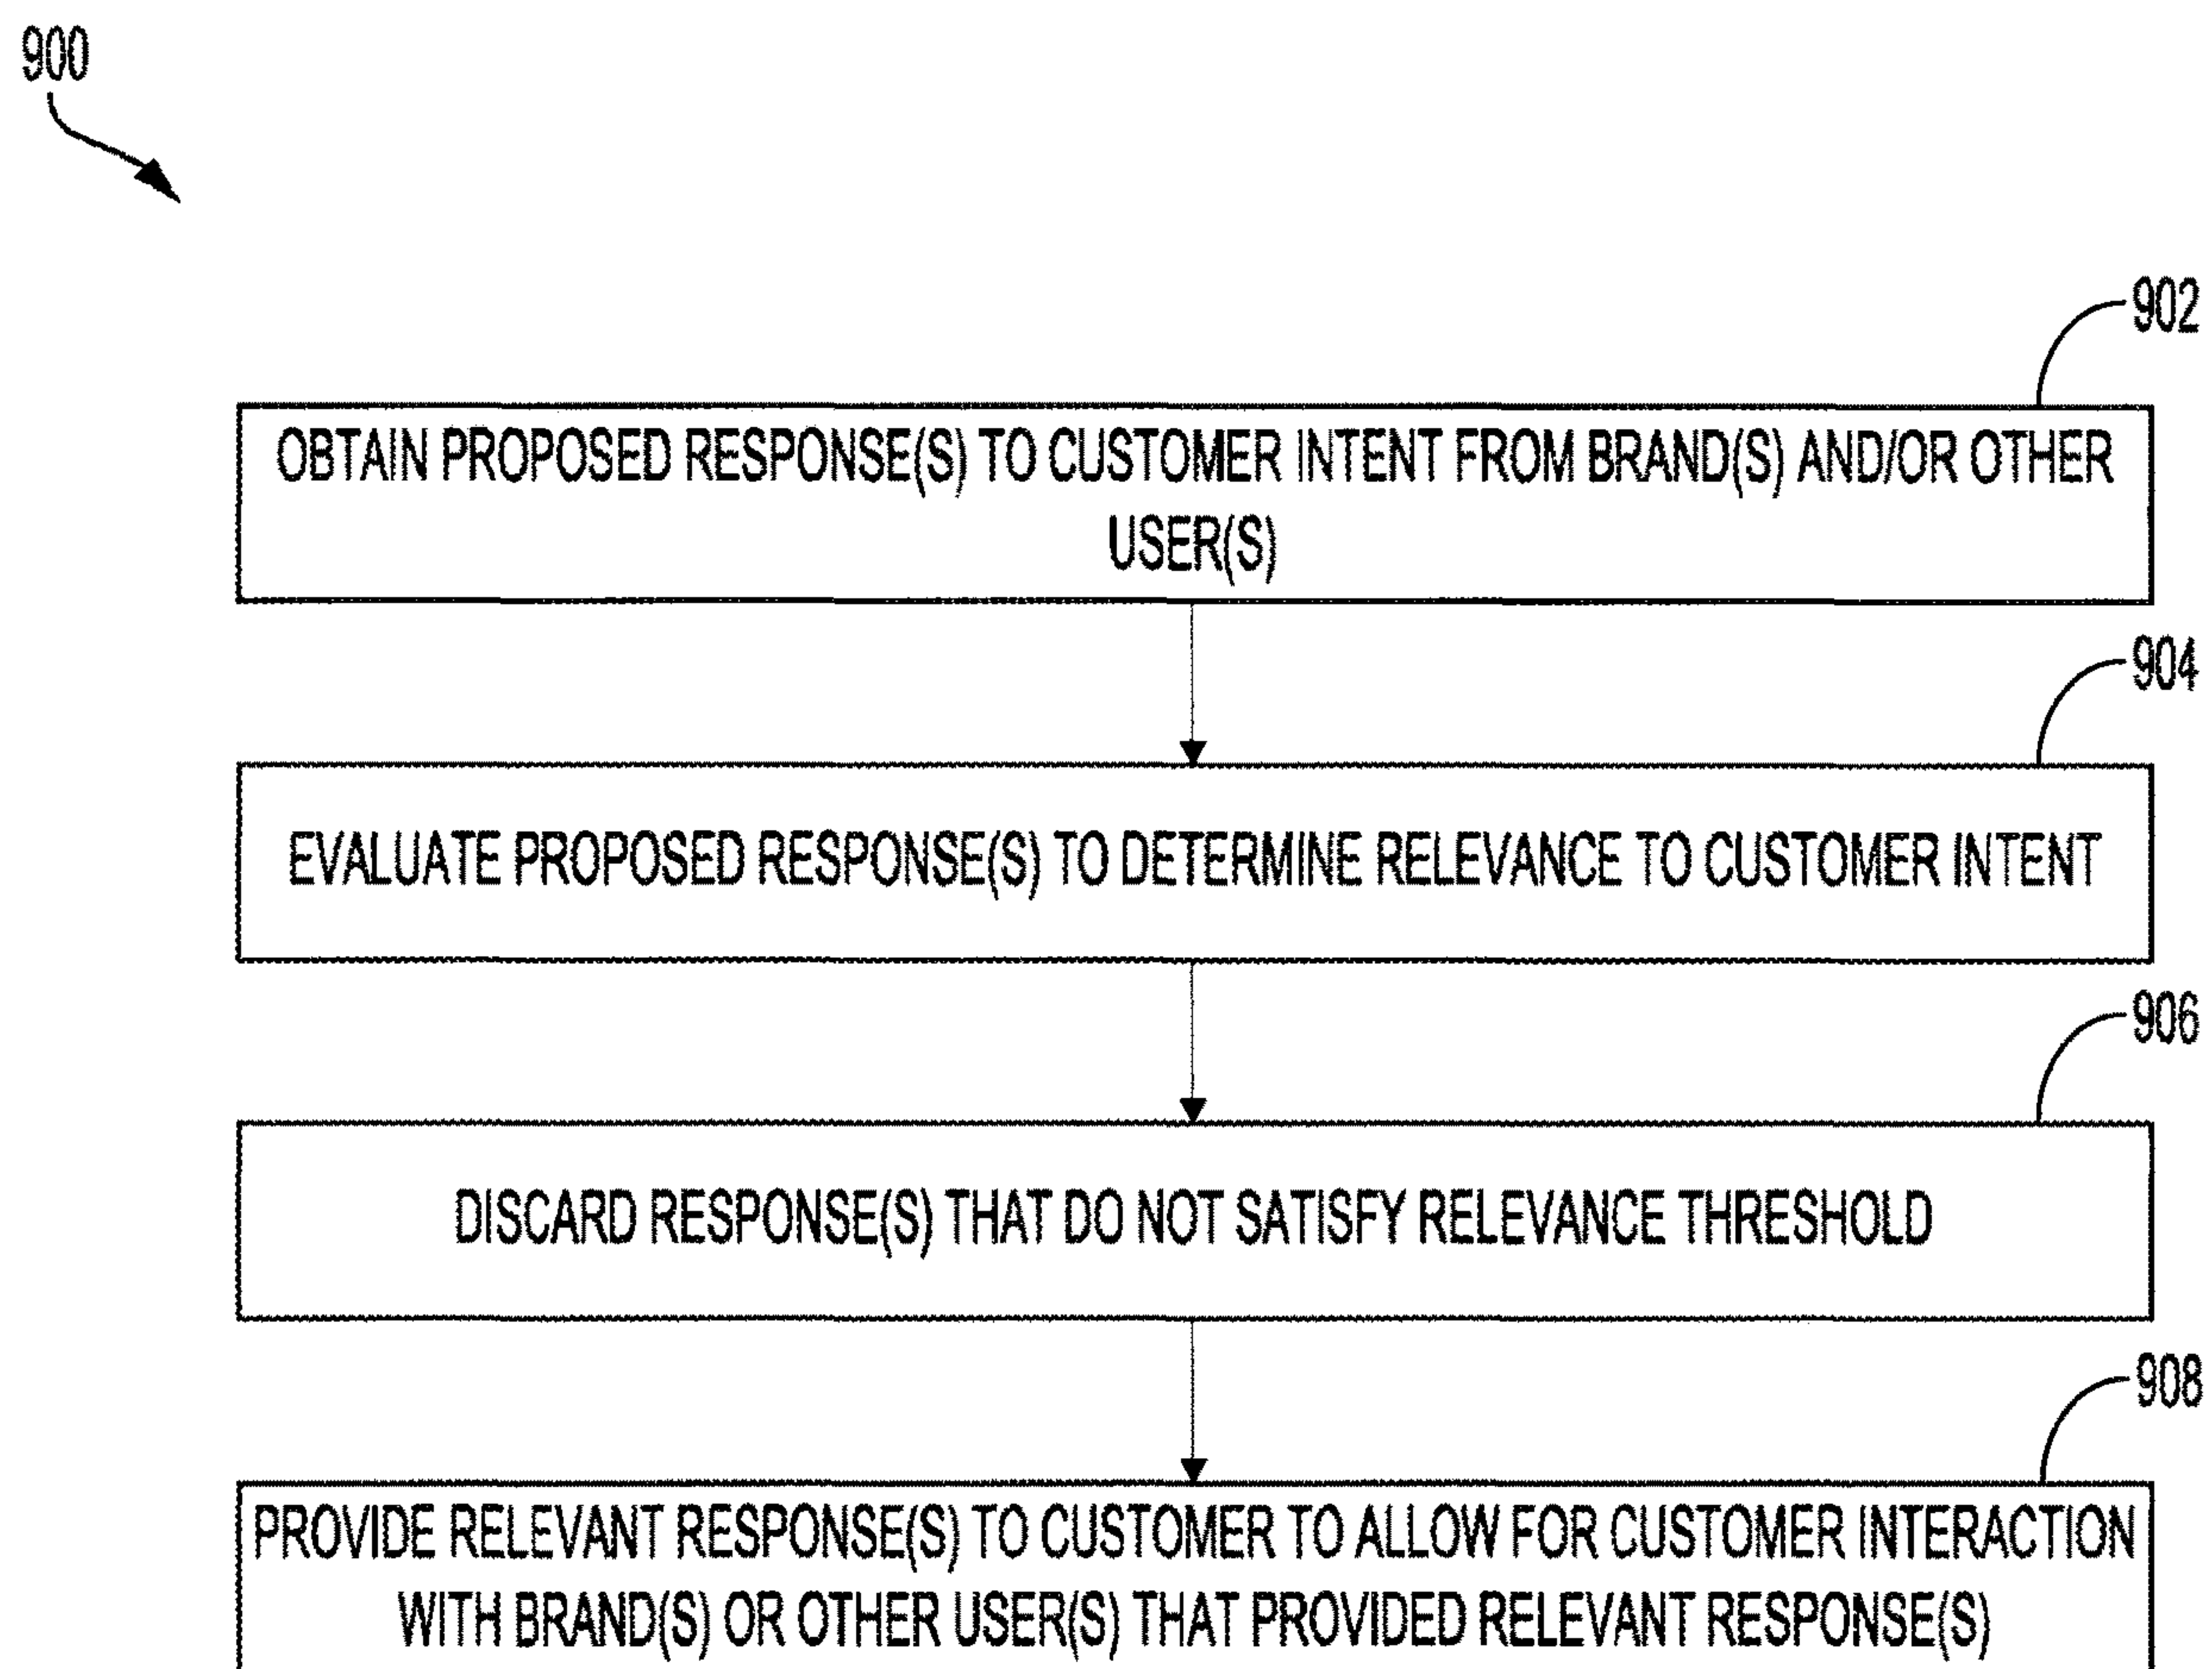 900
902
OBTAIN PROPOSED RESPONSE(S) TO CUSTOMER INTENT FROM BRAND(S) AND/OR OTHER
USER(S)
904
EVALUATE PROPOSED RESPONSE(S) TO DETERMINE RELEVANCE TO CUSTOMER INTENT
906
DISCARD RESPONSE(S) THAT DO NOT SATISFY RELEVANCE THRESHOLD
908
PROVIDE RELEVANT RESPONSE(S) TO CUSTOMER TO ALLOW FOR CUSTOMER INTERACTION
WITH BRAND(S) OR OTHER USER(S) THAT PROVIDED RELEVANT RESPONSE(S)